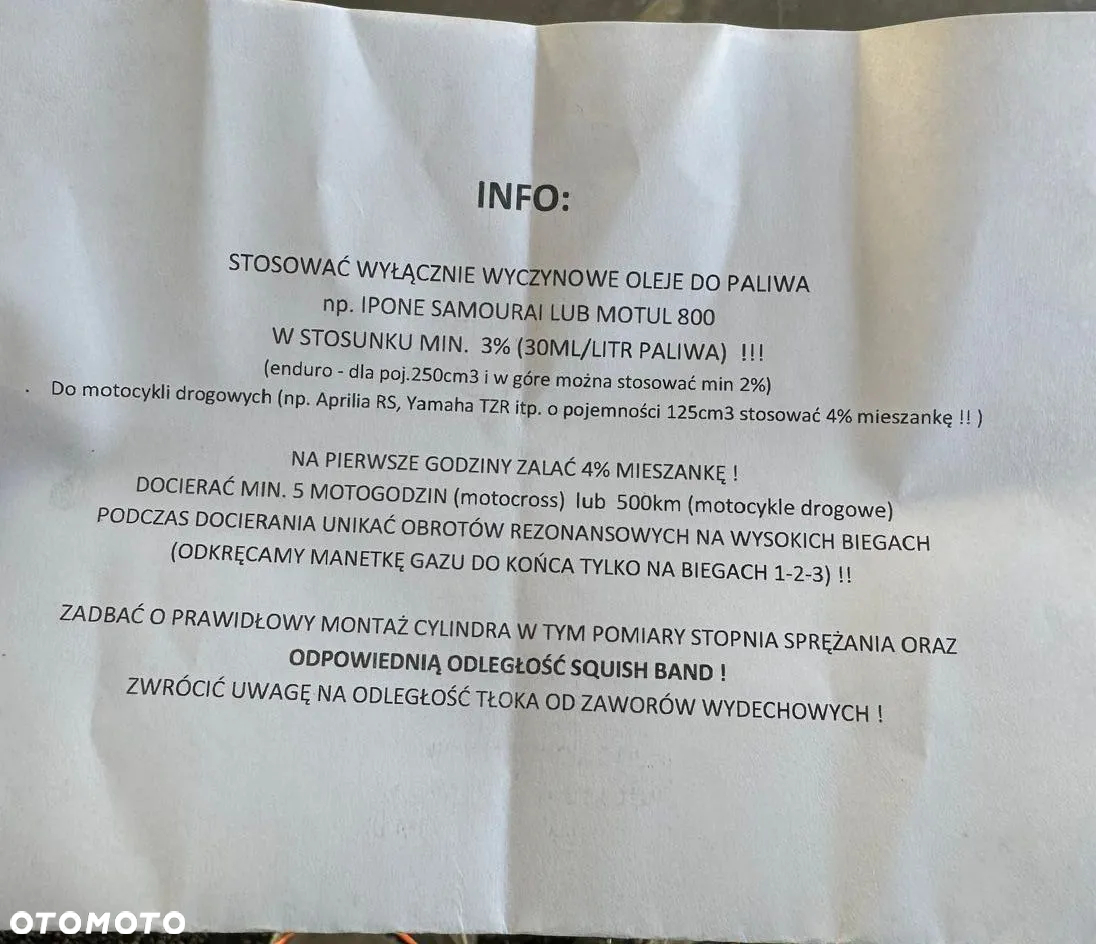 INFO:
STOSOWAĆ WYŁĄCZNIE WYCZYNOWE OLEJE DO PALIWA
np. IPONE SAMOURAI LUB MOTUL 800
W STOSUNKU MIN. 3% (30ML/LITR PALIWA) !!!
(enduro - dla poj.250cm3 i w góre można stosować min 2%)
. Do motocykli drogowych (np. Aprilia RS, Yamaha TZR itp. o pojemności 125cm3 stosować 4% mieszankę !! )
NA PIERWSZE GODZINY ZALAĆ 4% MIESZANKĘ !
DOCIERAĆ MIN. 5 MOTOGODZIN (motocross) lub 500km (motocykle drogowe)
PODCZAS DOCIERANIA UNIKAĆ OBROTÓW REZONANSOWYCH NA WYSOKICH BIEGACH
(ODKRĘCAMY MANETKĘ GAZU DO KOŃCA TYLKO NA BIEGACH 1-2-3) !!
ZADBAĆ O PRAWIDŁOWY MONTAŻ CYLINDRA W TYM POMIARY STOPNIA SPRĘŻANIA ORAZ
ODPOWIEDNIĄ ODLEGŁOŚĆ SQUISH BAND !
ZWRÓCIĆ UWAGĘ NA ODLEGŁOŚĆ TŁOKA OD ZAWORÓW WYDECHOWYCH !
OTOMOTO